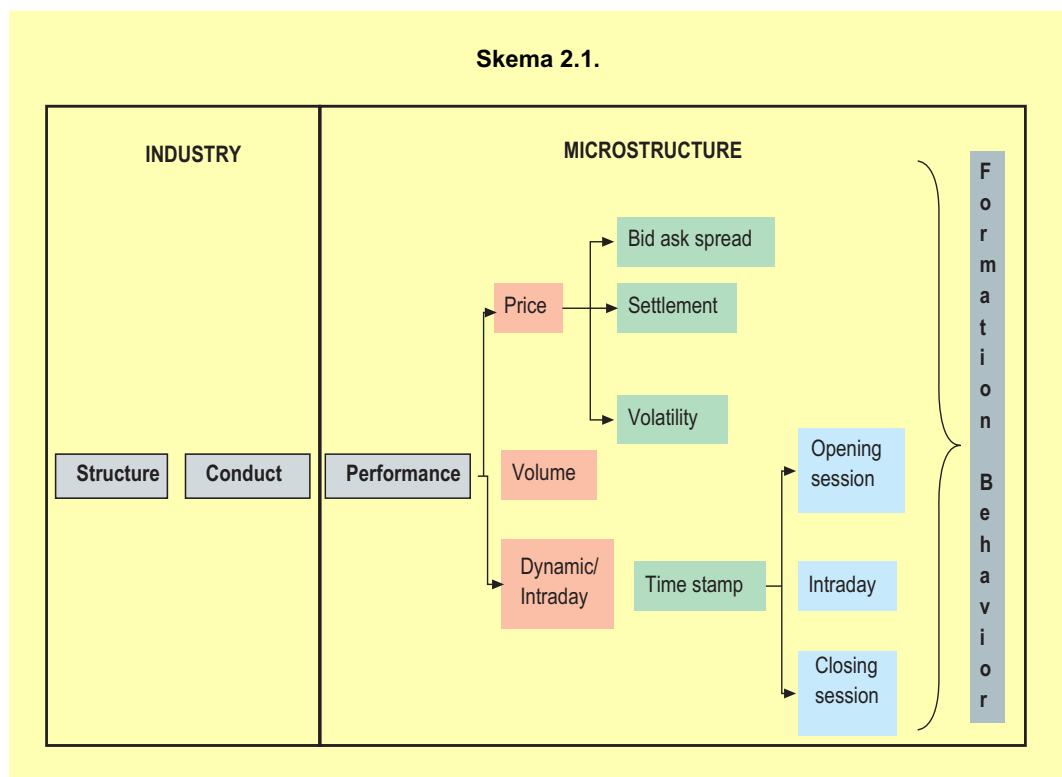 Skema 2.1.
INDUSTRY
MICROSTRUCTURE
Structure
Conduct
Performance
Price
Volume
Dynamic/
Intraday
Bid ask spread
Settlement
Volatility
Time stamp
Opening
session
Intraday
Closing
session
Formation Behavior